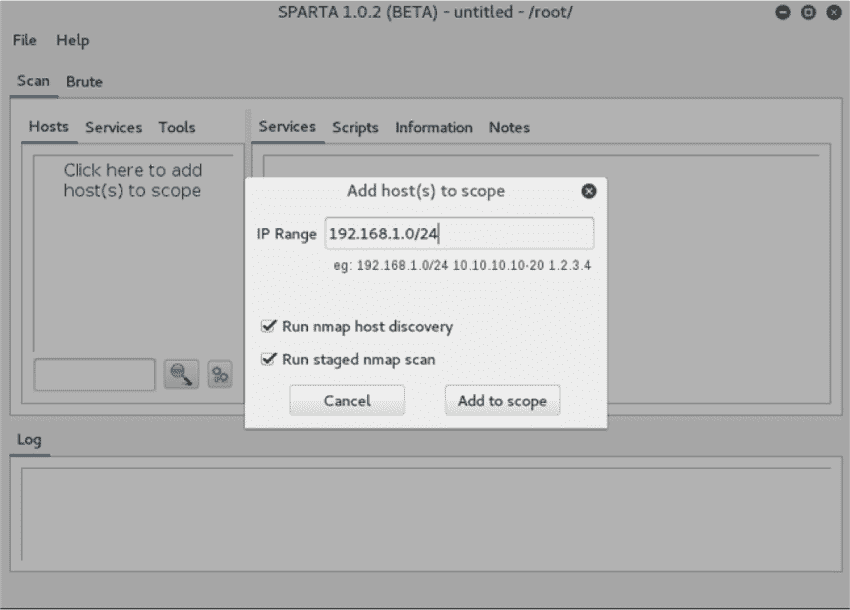 SPARTA 1.0.2 (BETA) - untitled - /root/
File Help
Scan Brute
Hosts Services Tools
Services Scripts Information Notes
Click here to add
host(s) to scope
Add host(s) to scope
IP Range 192.168.1.0/24
eg: 192.168.1.0/24 10.10.10.10-20 1.2.3.4
Run nmap host discovery
Run staged nmap scan
Cancel Add to scope
Log